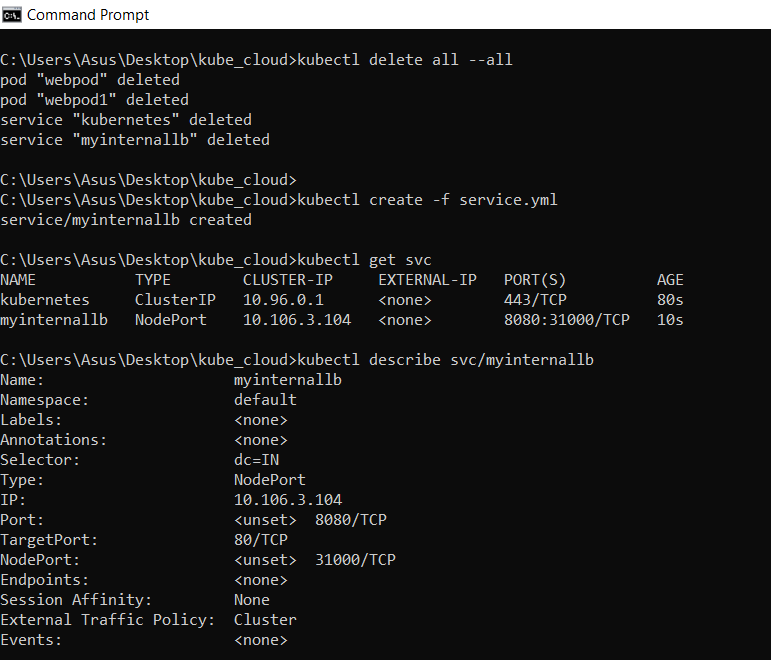 Command Prompt
C:\Users\Asus\Desktop\kube_cloud>kubectl delete all --all
pod "webpod" deleted
pod "webpod1" deleted
service "kubernetes" deleted
service "myinternallb" deleted
C:\Users\Asus\Desktop\kube_cloud>
C:\Users\Asus\Desktop\kube_cloud>kubectl create -f service.yml
service/myinternallb created
C:\Users\Asus\Desktop\kube_cloud>kubectl get svc
NAME           TYPE        CLUSTER-IP     EXTERNAL-IP   PORT(S)          AGE
kubernetes     ClusterIP   10.96.0.1      <none>        443/TCP          80s
myinternallb   NodePort    10.106.3.104   <none>        8080:31000/TCP   10s
C:\Users\Asus\Desktop\kube_cloud>kubectl describe svc/myinternallb
Name:                     myinternallb
Namespace:                default
Labels:                   <none>
Annotations:              <none>
Selector:                 dc=IN
Type:                     NodePort
IP:                       10.106.3.104
Port:                     <unset>  8080/TCP
TargetPort:               80/TCP
NodePort:                 <unset>  31000/TCP
Endpoints:                <none>
Session Affinity:         None
External Traffic Policy:  Cluster
Events:                   <none>